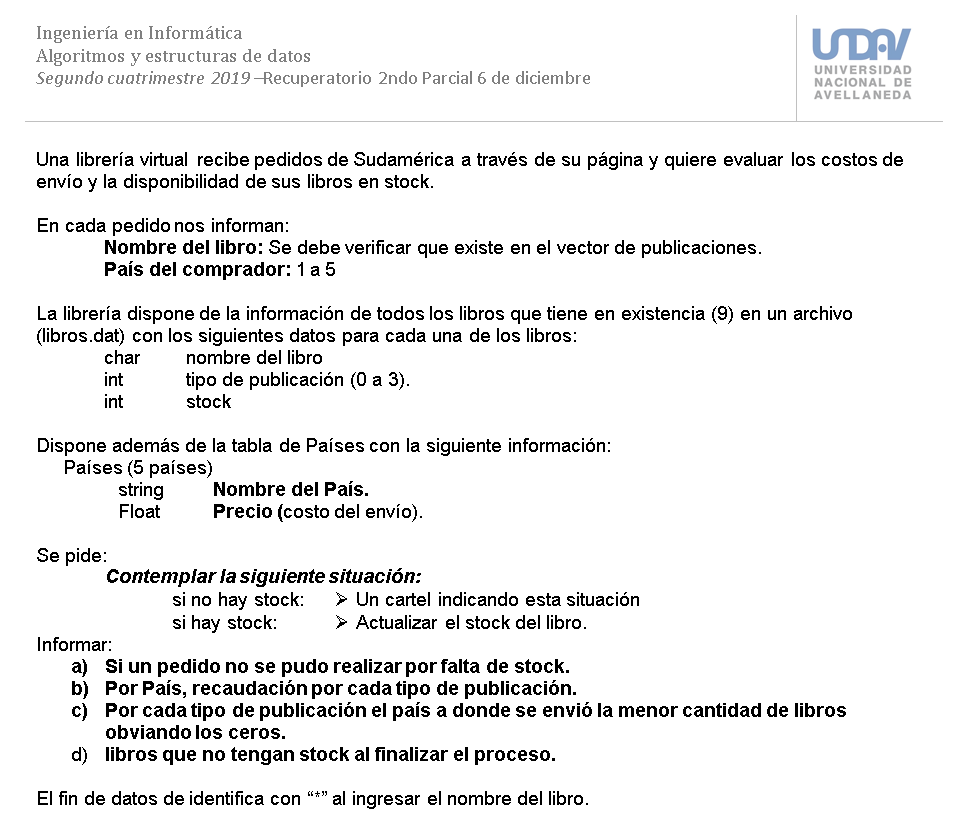 Ingeniería en Informática
Algoritmos y estructuras de datos
Segundo cuatrimestre 2019 –Recuperatorio 2ndo Parcial 6 de diciembre
UNDAV
UNIVERSIDAD
NACIONAL DE
AVELLANEDA
Una librería virtual recibe pedidos de Sudamérica a través de su página y quiere evaluar los costos de
envío y la disponibilidad de sus libros en stock.
En cada pedido nos informan:
Nombre del libro: Se debe verificar que existe en el vector de publicaciones.
País del comprador: 1 a 5
La librería dispone de la información de todos los libros que tiene en existencia (9) en un archivo
(libros.dat) con los siguientes datos para cada una de los libros:
char nombre del libro
int tipo de publicación (0 a 3).
int stock
Dispone además de la tabla de Países con la siguiente información:
Países (5 países)
string Nombre del País.
Float Precio (costo del envío).
Se pide:
Contemplar la siguiente situación:
si no hay stock: ➢ Un cartel indicando esta situación
si hay stock: ➢ Actualizar el stock del libro.
Informar:
a) Si un pedido no se pudo realizar por falta de stock.
b) Por País, recaudación por cada tipo de publicación.
c) Por cada tipo de publicación el país a donde se envió la menor cantidad de libros
obviando los ceros.
d) libros que no tengan stock al finalizar el proceso.
El fin de datos de identifica con “*” al ingresar el nombre del libro.